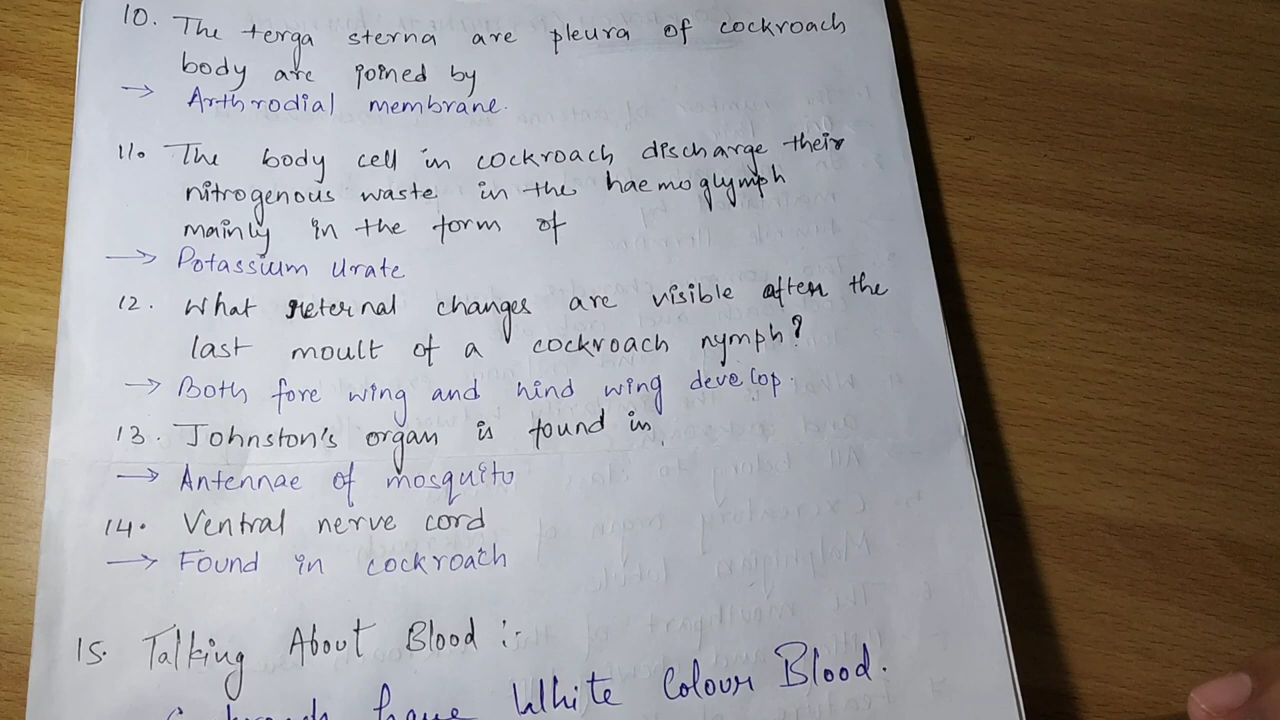 10. The terga sterna are pleura of cockroach
body are joined by
→ Arthrodial membrane.
11. The body cell in cockroach discharge their
nitrogenous waste in the haemoglymph
mainly in the form of
→ Potassium Urate
12. What reternal changes are visible after the
last moult of a cockroach nymph?
→ Both fore wing and hind wing develop.
13. Johnston's organ is found in.
→ Antennae of mosquito
14. Ventral nerve cord
→ Found in cockroach
15. Talking About Blood :-
have White Colour Blood.